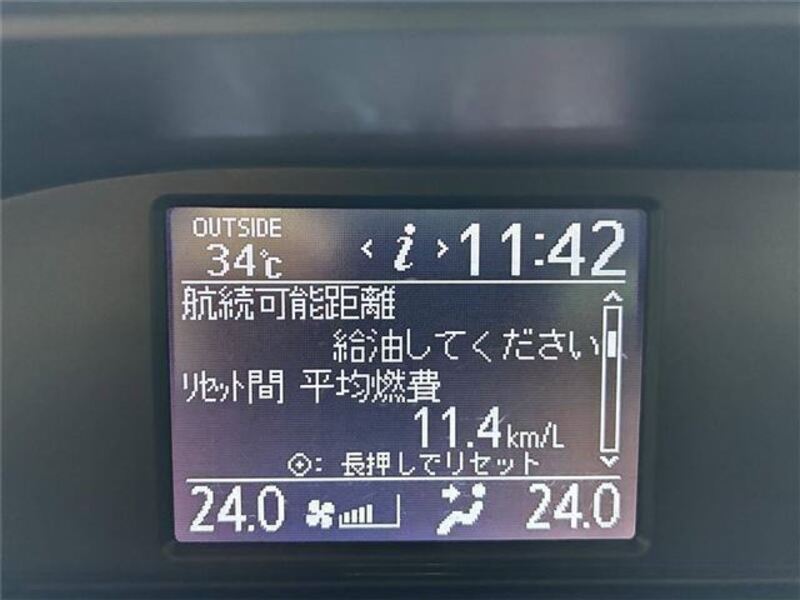 OUTSIDE
34℃
< i > 11:42
航続可能距離
給油してください
リセット間 平均燃費
11.4km/L
: 長押しでリセット
24.0 24.0